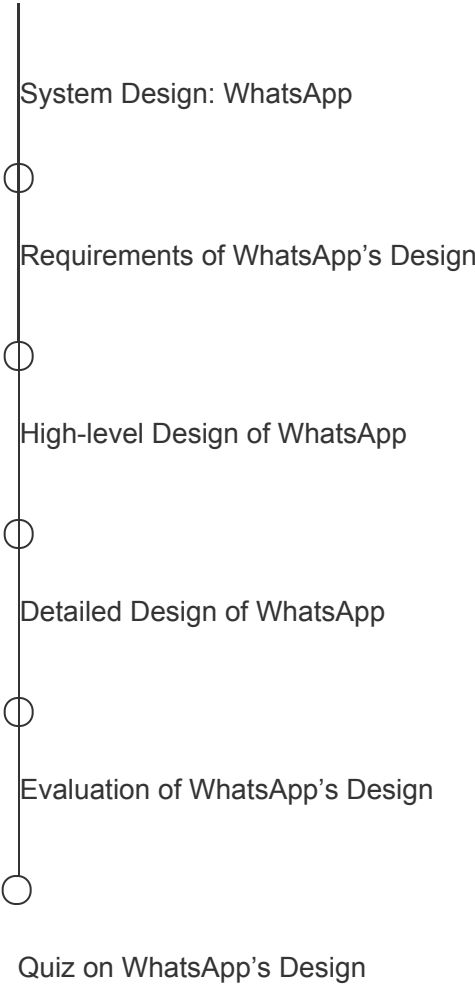 System Design: WhatsApp
Requirements of WhatsApp’s Design
High-level Design of WhatsApp
Detailed Design of WhatsApp
Evaluation of WhatsApp’s Design
Quiz on WhatsApp’s Design